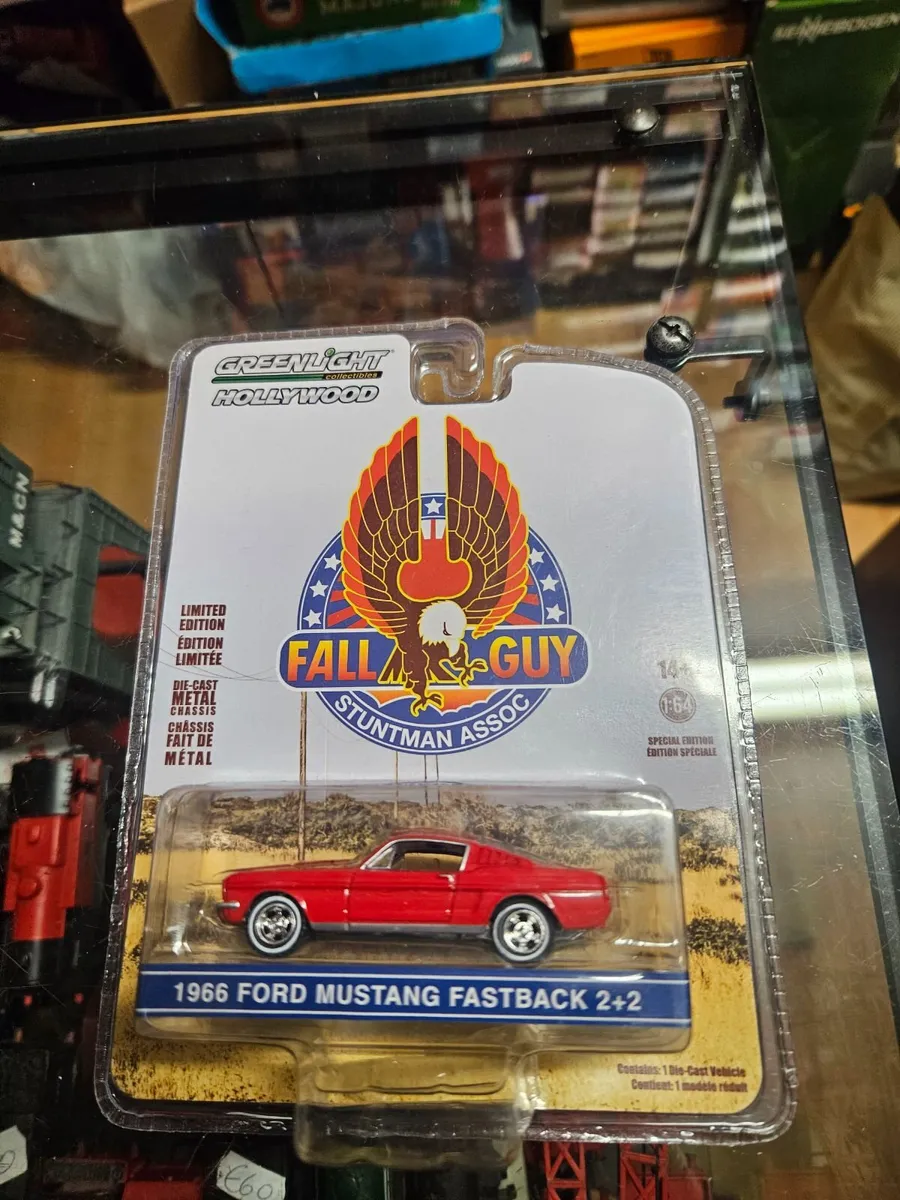 GREENLIGHT
collectibles
HOLLYWOOD
FALL GUY
STUNTMAN ASSOC
LIMITED
EDITION
ÉDITION
LIMITÉE
DIE-CAST
METAL
CHASSIS
CHÂSSIS
FAIT DE
MÉTAL
14+
1:64
SPECIAL EDITION
ÉDITION SPÉCIALE
1966 FORD MUSTANG FASTBACK 2+2
Contains: 1 Die-Cast Vehicle
Contient: 1 modèle réduit
M&CN
€60